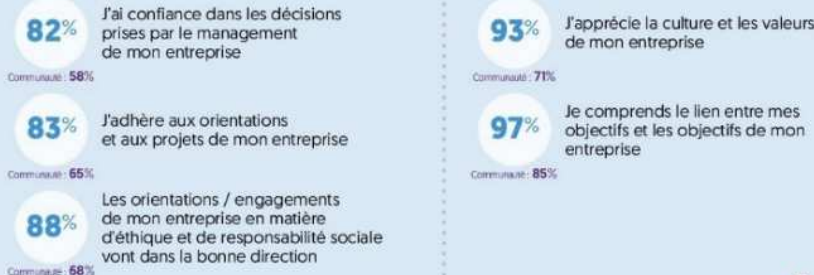 82%
J'ai confiance dans les décisions
prises par le management
de mon entreprise
Communauté : 58%
83%
J'adhère aux orientations
et aux projets de mon entreprise
Communauté : 65%
88%
Les orientations / engagements
de mon entreprise en matière
d'éthique et de responsabilité sociale
vont dans la bonne direction
Communauté : 68%
93%
J'apprécie la culture et les valeurs
de mon entreprise
Communauté : 71%
97%
Je comprends le lien entre mes
objectifs et les objectifs de mon
entreprise
Communauté : 85%